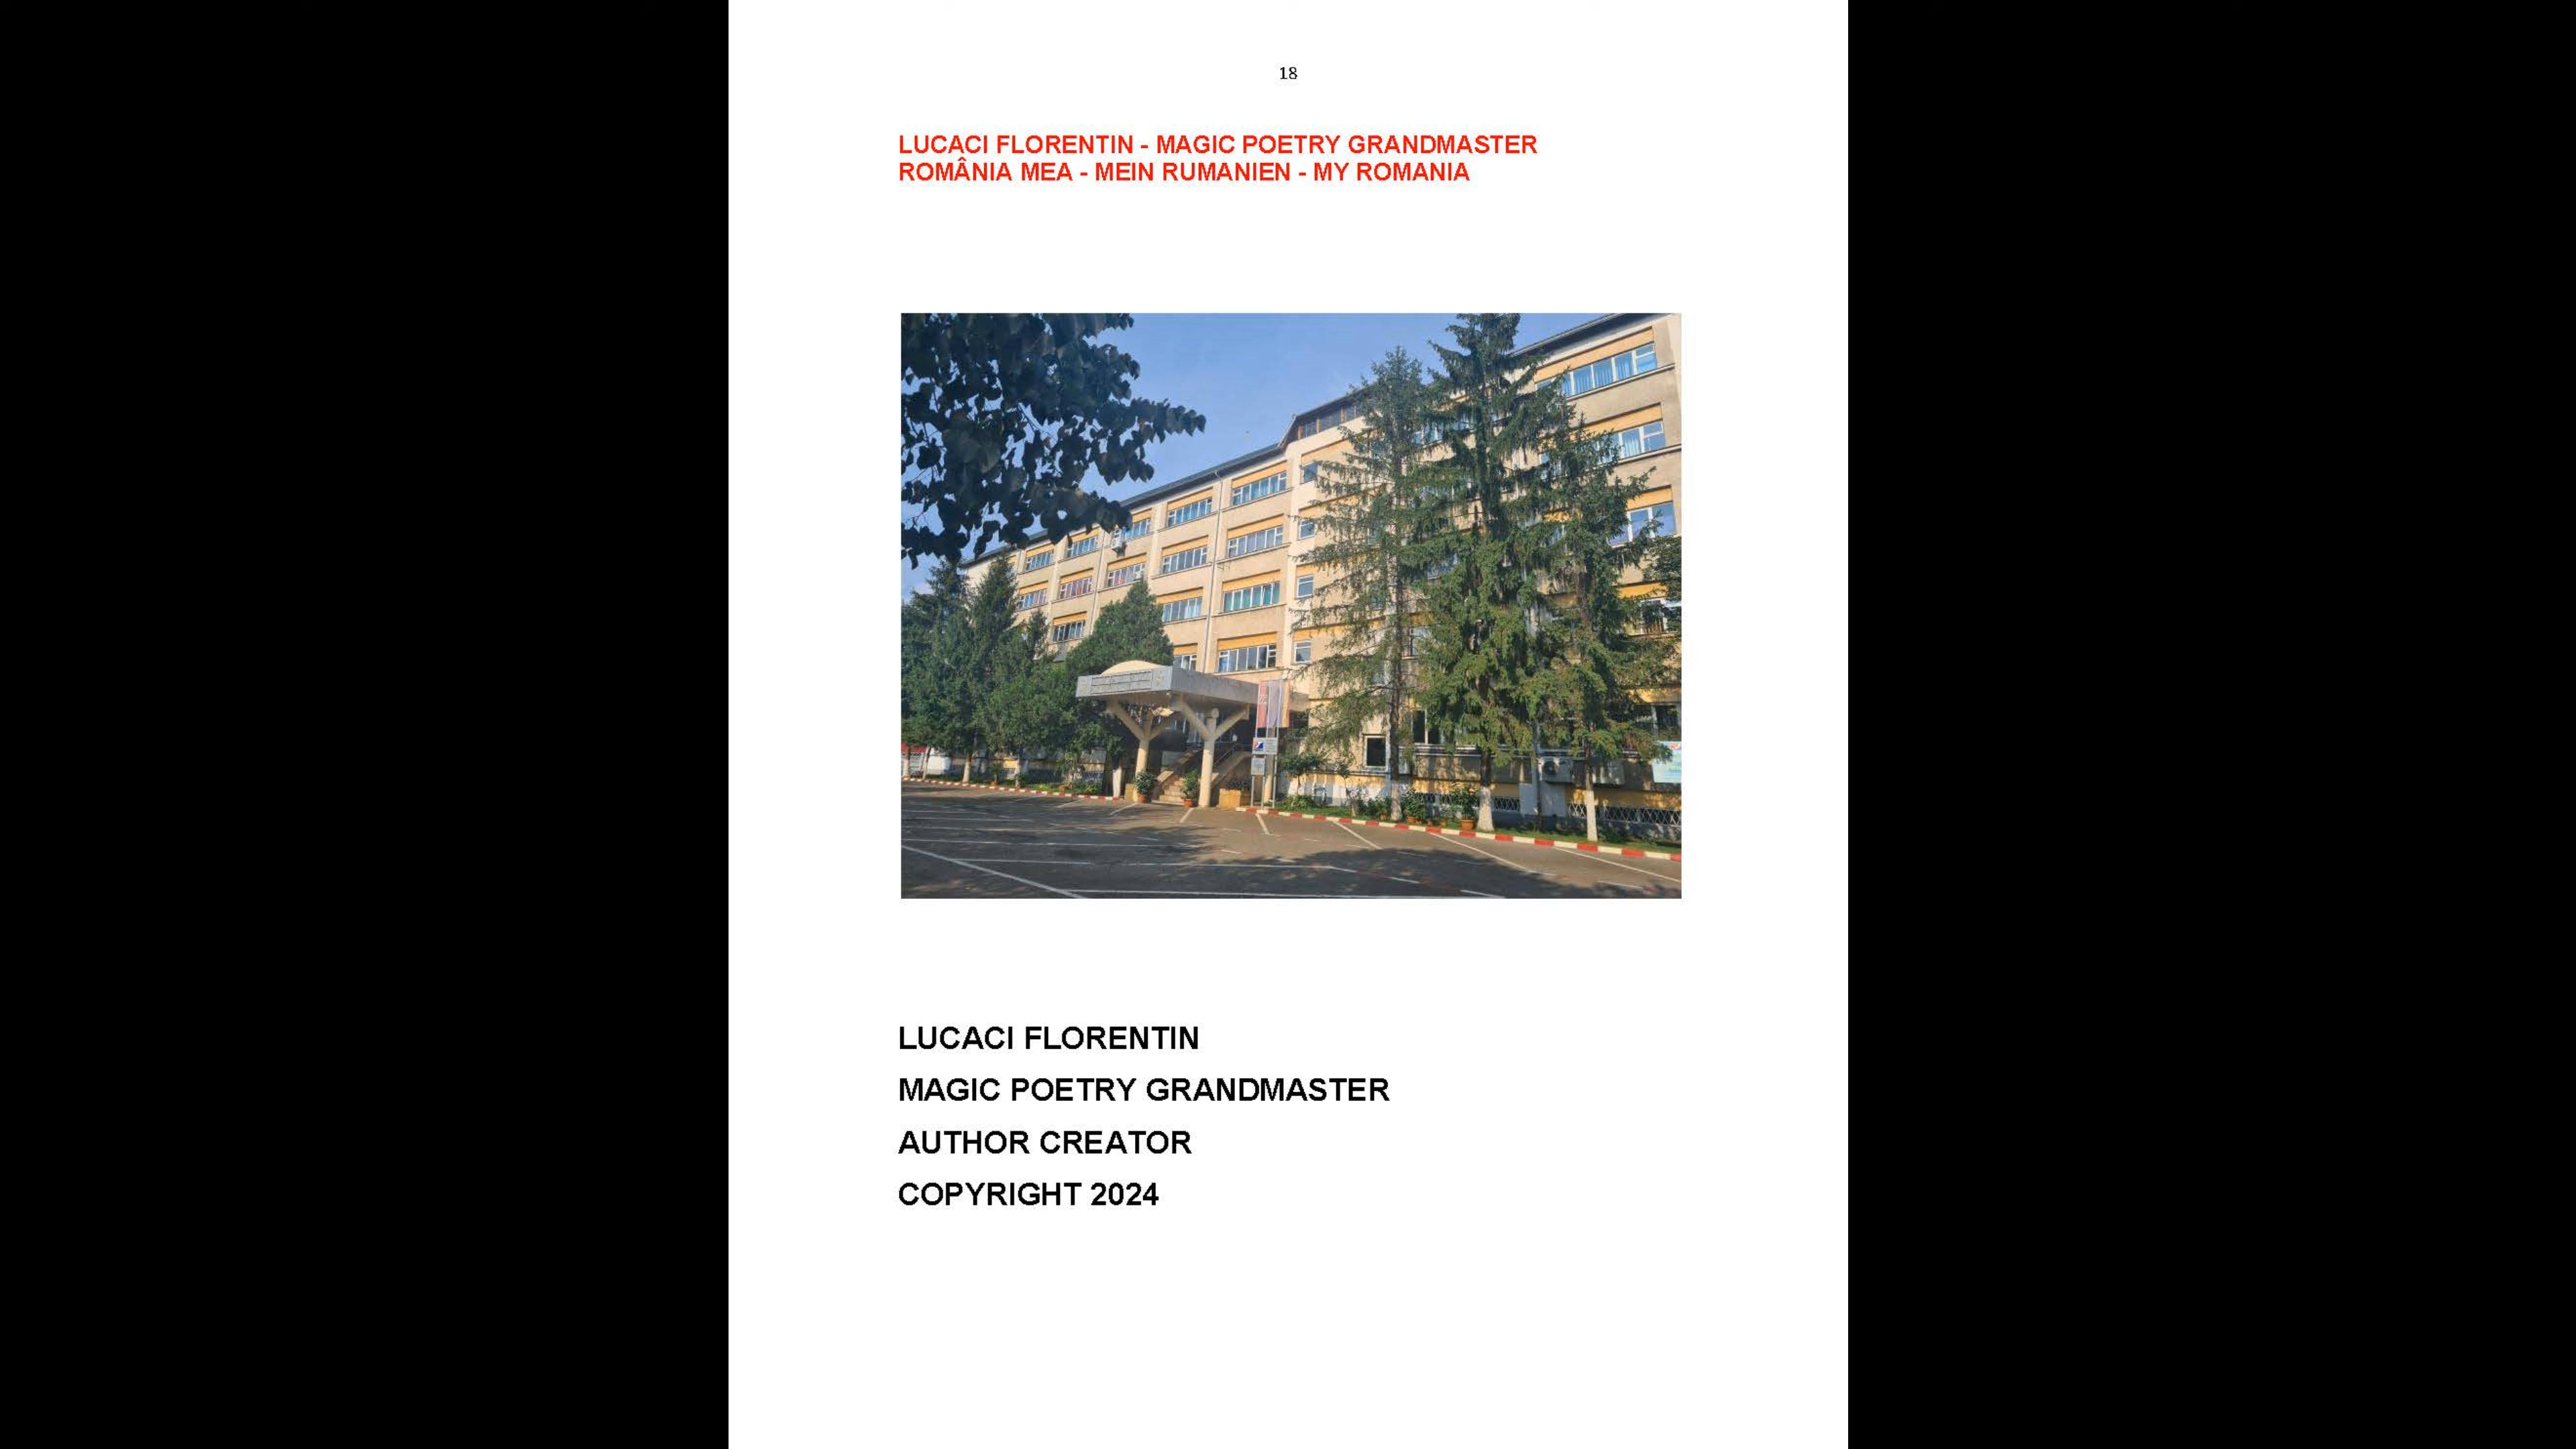 18
LUCACI FLORENTIN - MAGIC POETRY GRANDMASTER
ROMÂNIA MEA - MEIN RUMANIEN - MY ROMANIA
LUCACI FLORENTIN
MAGIC POETRY GRANDMASTER
AUTHOR CREATOR
COPYRIGHT 2024